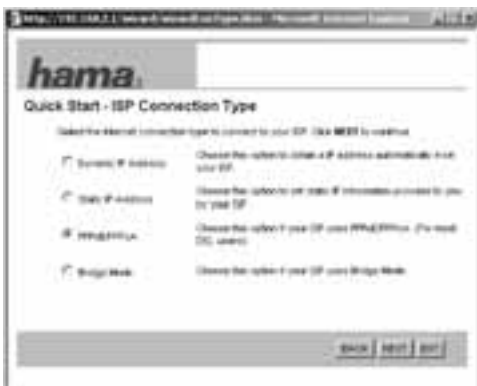 hama.
Quick Start - ISP Connection Type
Select the Internet connection type to connect to your ISP. Click NEXT to continue.
Dynamic IP Address
Choose this option to obtain a IP address automatically from your ISP.
Static IP Address
Choose this option to set static IP information provided to you by your ISP.
PPPoE/PPPoA
Choose this option if your ISP uses PPPoE/PPPoA. (For most DSL users)
Bridge Mode
Choose this option if your ISP uses Bridge Mode.
BACK NEXT EXIT